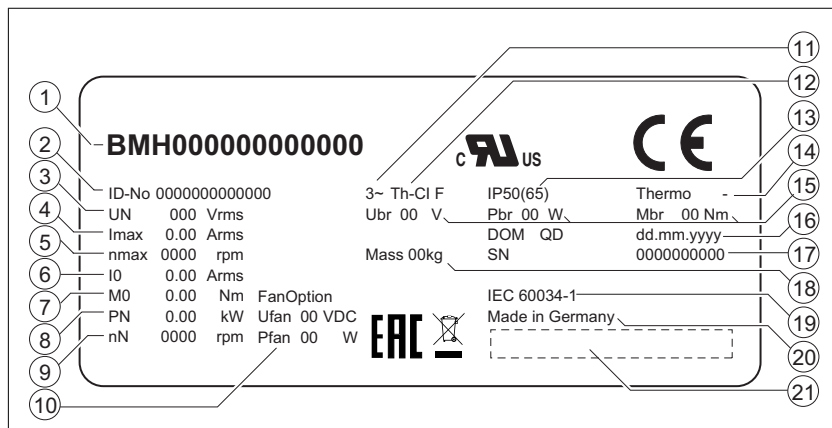 11
12
1
BMH000000000000
13
2
c RU US
CE
14
3
ID-No 0000000000000 3~ Th-Cl F IP50(65) Thermo -
15
4
UN 000 Vrms Ubr 00 V Pbr 00 W Mbr 00 Nm
16
5
Imax 0.00 Arms DOM QD dd.mm.yyyy
17
6
nmax 0000 rpm Mass 00kg SN 0000000000
I0 0.00 Arms
18
7
M0 0.00 Nm FanOption IEC 60034-1
19
8
PN 0.00 kW Ufan 00 VDC EAC Made in Germany
20
9
nN 0000 rpm Pfan 00 W
10
21